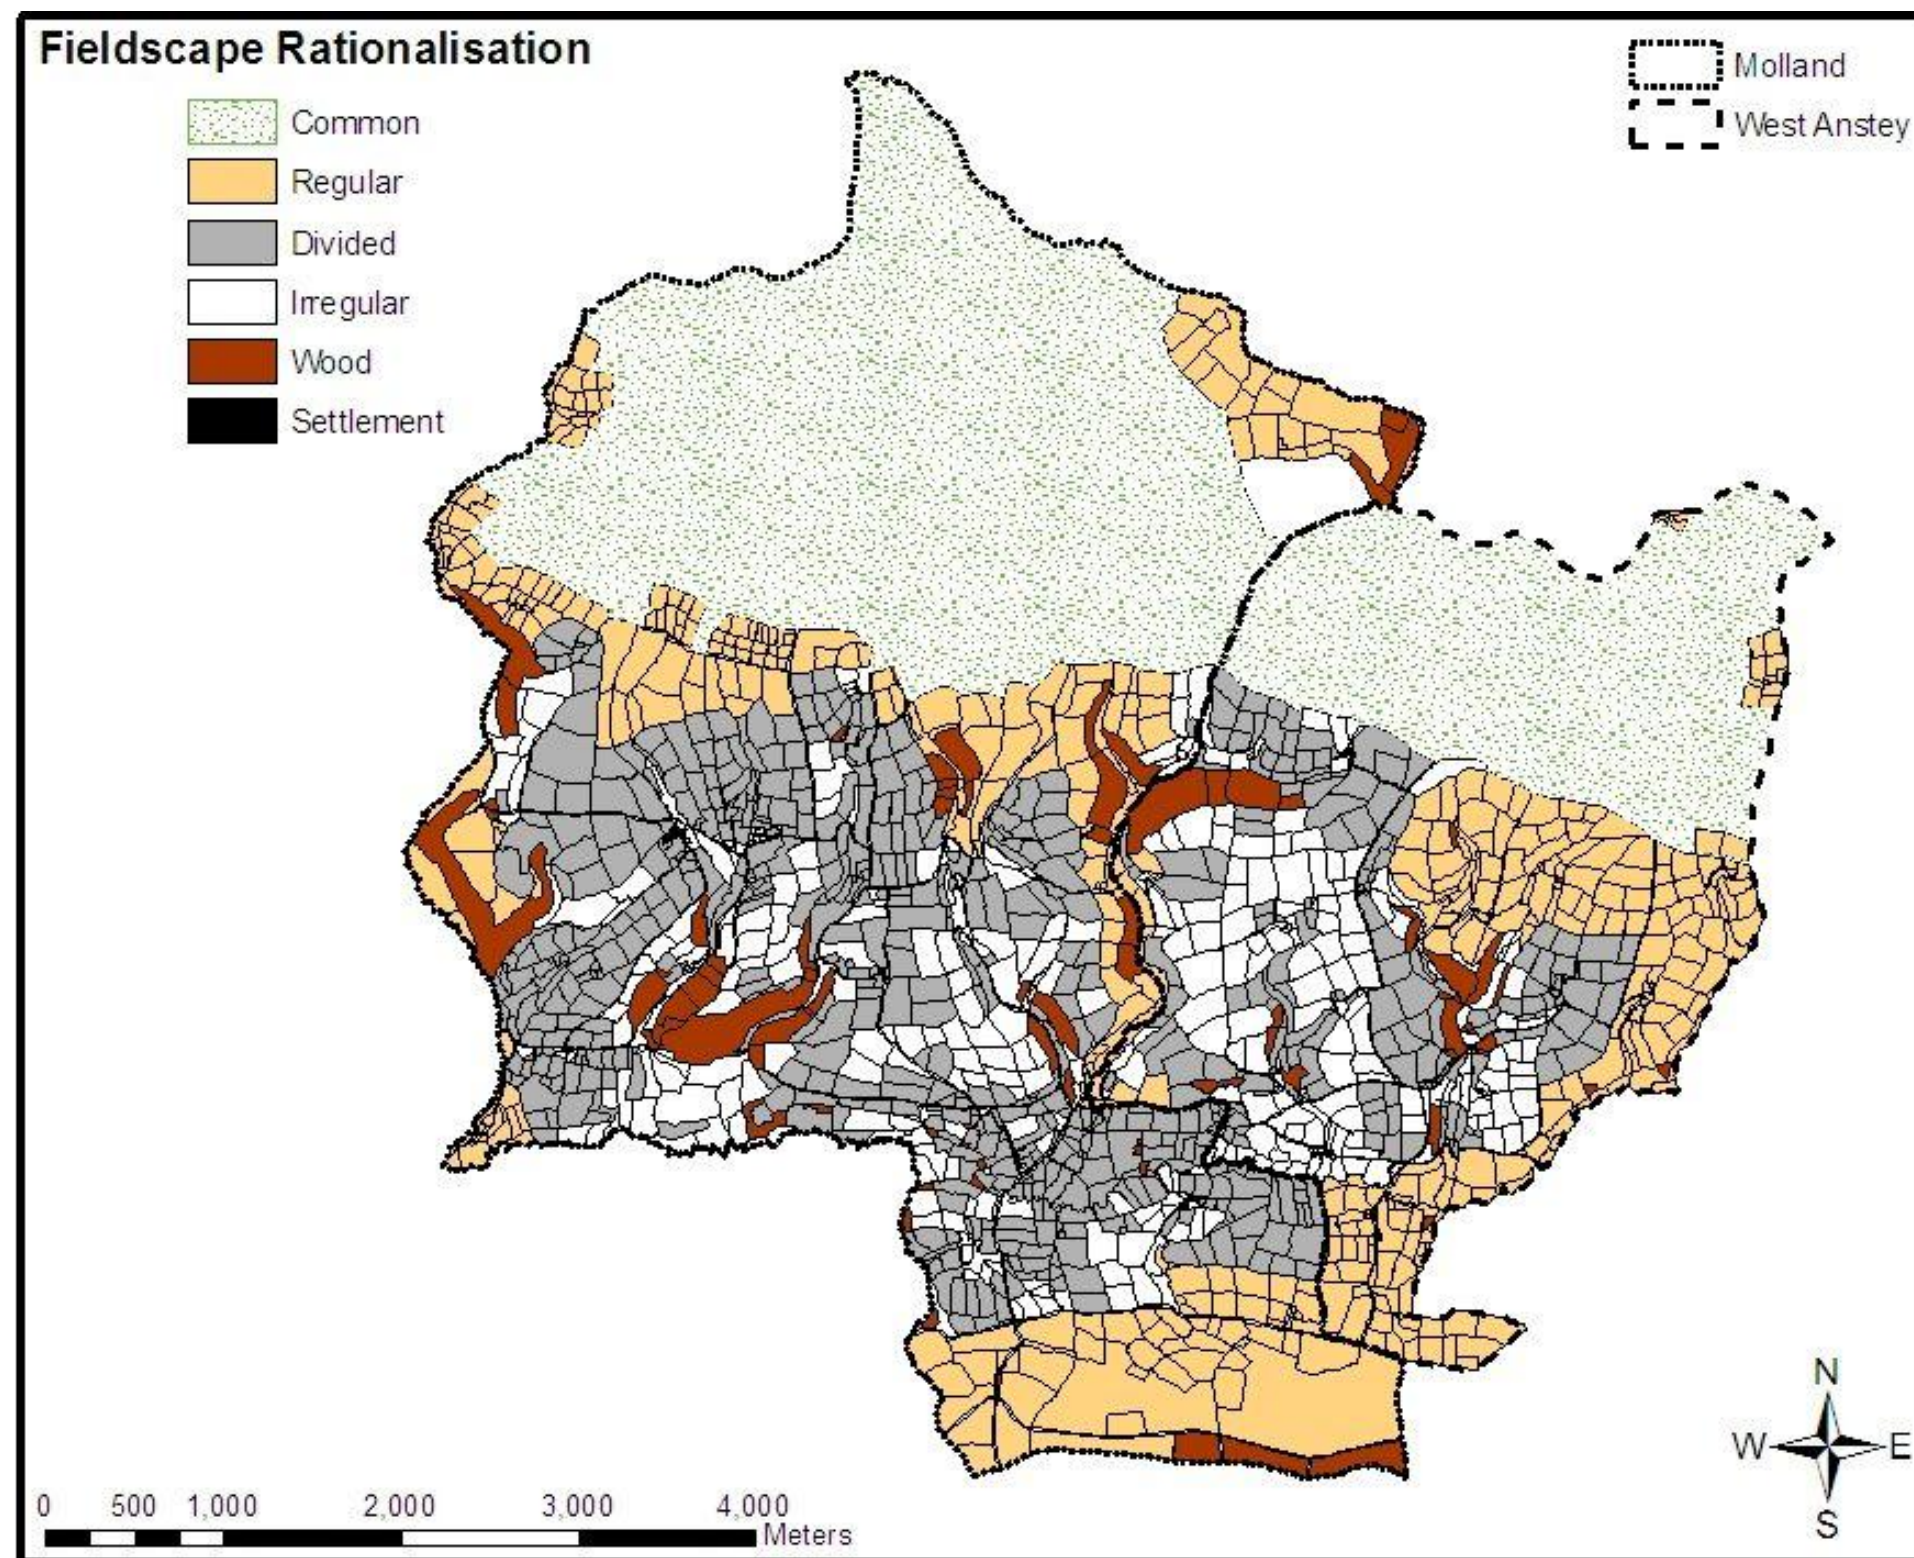 Fieldscape Rationalisation
Common
Regular
Divided
Irregular
Wood
Settlement
Molland
West Anstey
N
W E
S
0 500 1,000 2,000 3,000 4,000
Meters